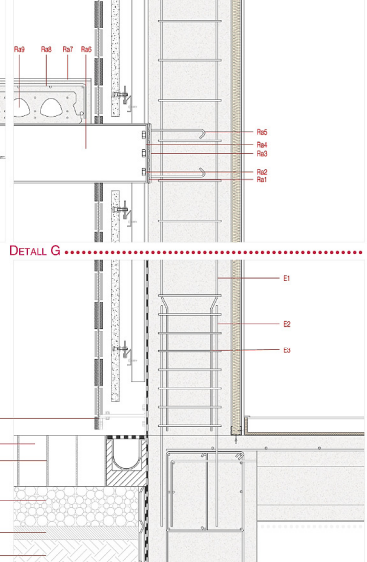 Ra9 Ra8 Ra7 Ra6
Ra5
Ra4
Ra3
Ra2
Ra1
DETALL G
E1
E2
E3